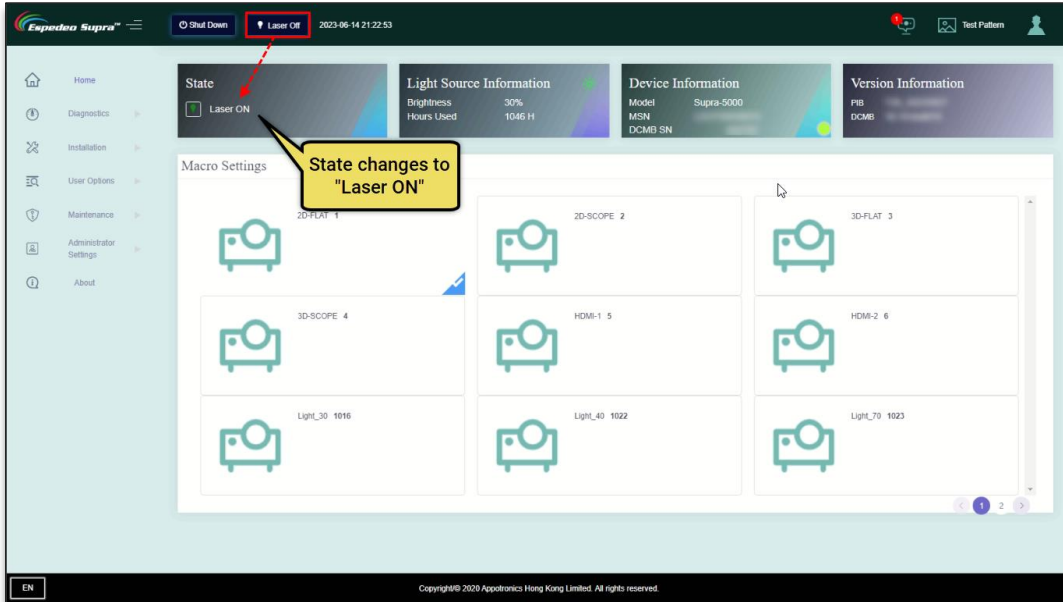 Espedeo Supra™
Shut Down
Laser Off
2023-06-14 21:22:53
1
Test Pattern
Home
Diagnostics
Installation
User Options
Maintenance
Administrator
Settings
About
State
Laser ON
Light Source Information
Brightness 30%
Hours Used 1046 H
Device Information
Model Supra-5000
MSN
DCMB SN
Version Information
PIB
DCMB
State changes to
"Laser ON"
Macro Settings
2D-FLAT 1
2D-SCOPE 2
3D-FLAT 3
3D-SCOPE 4
HDMI-1 5
HDMI-2 6
Light_30 1016
Light_40 1022
Light_70 1023
< 1 2 >
EN
Copyright/© 2020 Appotronics Hong Kong Limited. All rights reserved.